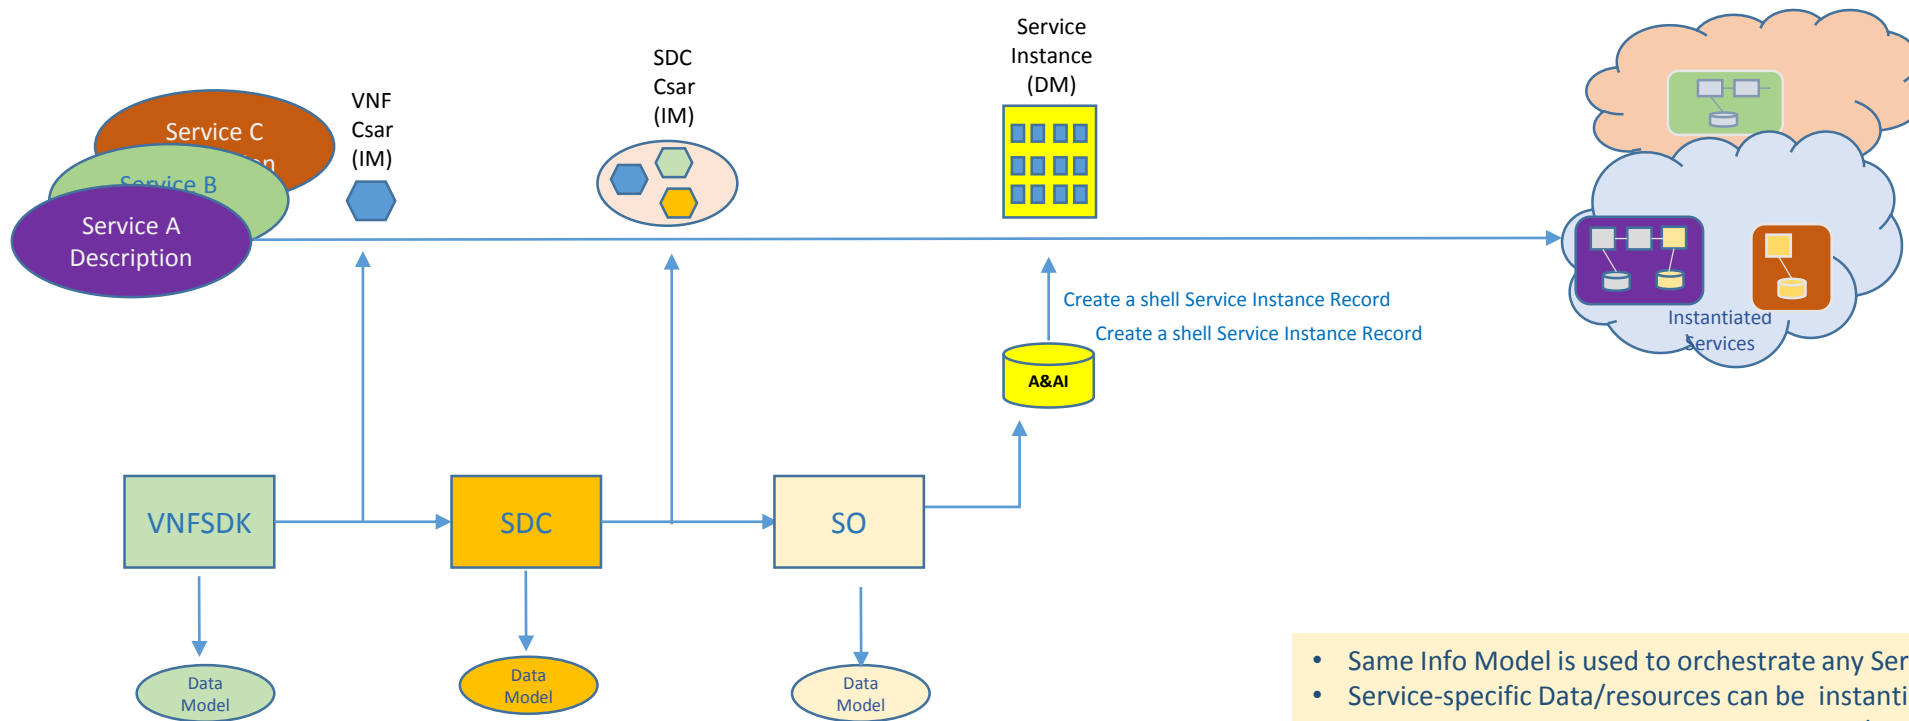 Service
Instance
(DM)
SDC
Csar
(IM)
VNF
Csar
(IM)
Service C
Service B
Service A
Description
Create a shell Service Instance Record
Create a shell Service Instance Record
A&AI
Instantiated
Services
VNFSDK
SDC
SO
Data
Model
Data
Model
Data
Model
• Same Info Model is used to orchestrate any Ser
• Service-specific Data/resources can be instanti